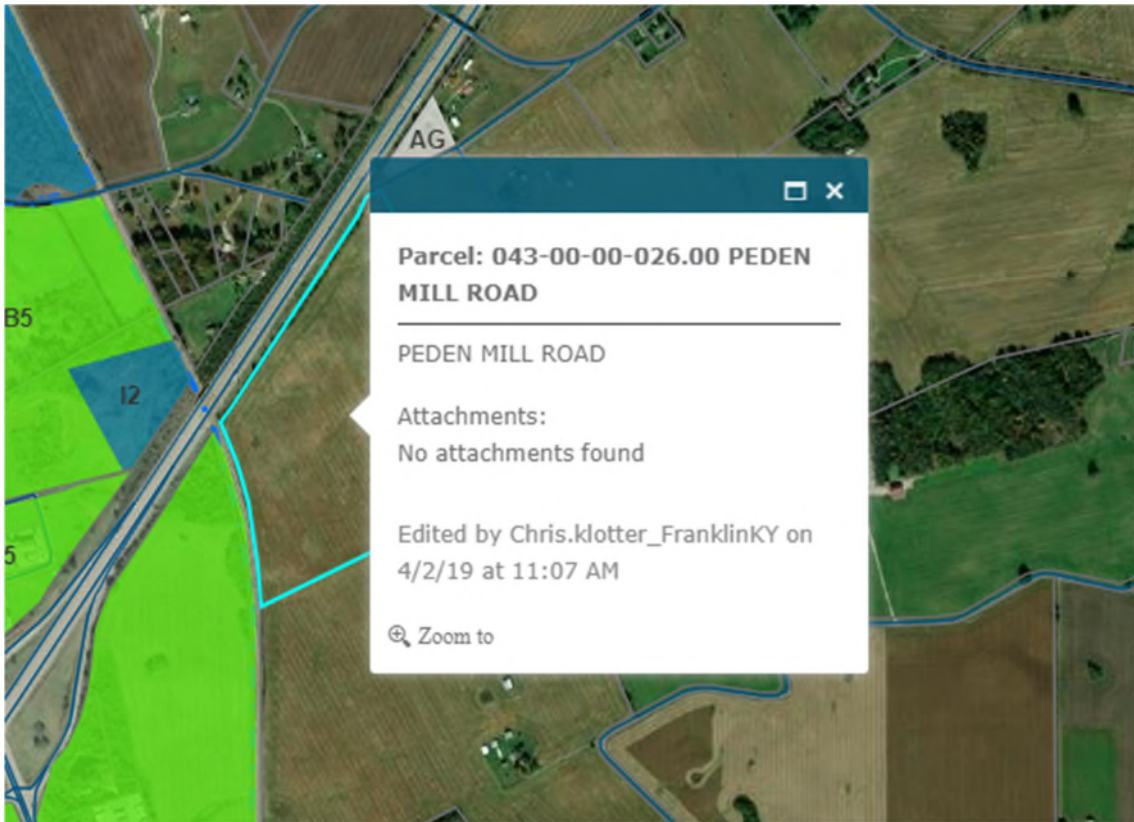 AG
Parcel: 043-00-00-026.00 PEDEN
MILL ROAD
PEDEN MILL ROAD
B5
Attachments:
I2
No attachments found
Edited by Chris.klotter_FranklinKY on
5
4/2/19 at 11:07 AM
Zoom to